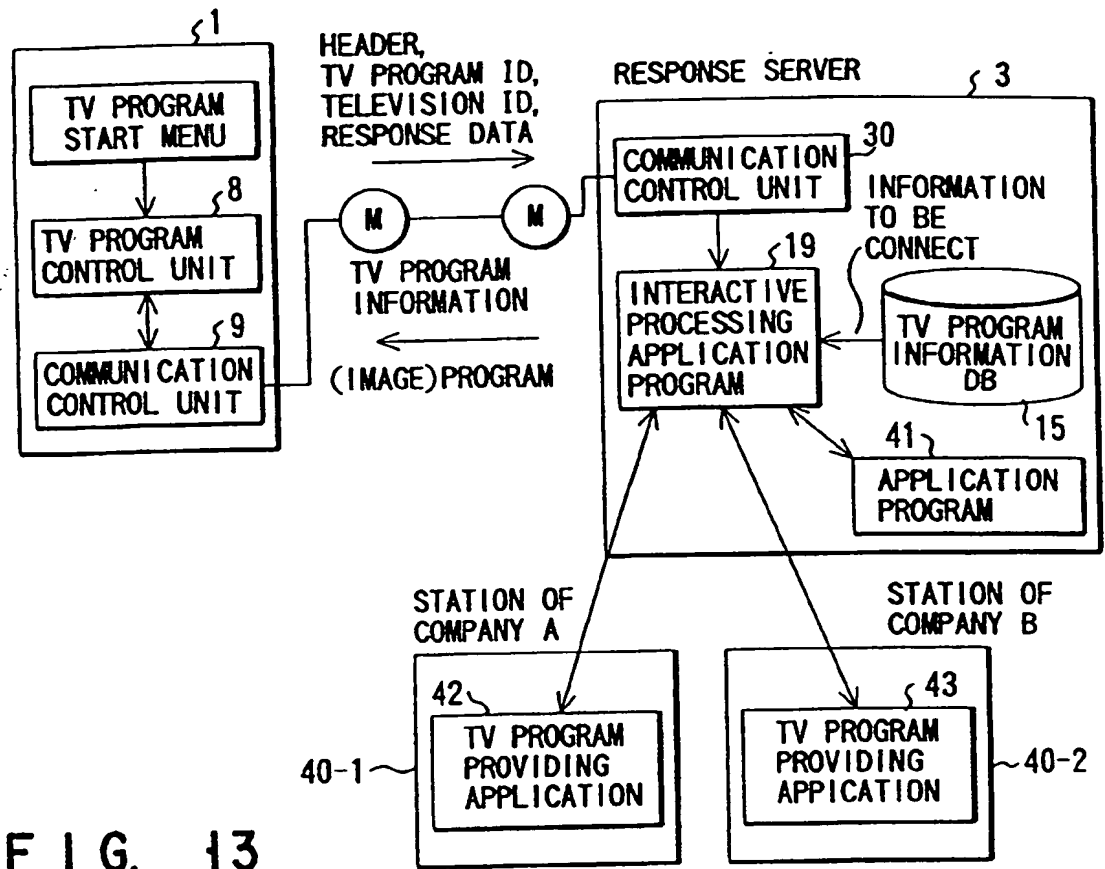 1
TV PROGRAM
START MENU
8
TV PROGRAM
CONTROL UNIT
9
COMMUNICATION
CONTROL UNIT
HEADER,
TV PROGRAM ID,
TELEVISION ID,
RESPONSE DATA
M
M
TV PROGRAM
INFORMATION
(IMAGE)PROGRAM
RESPONSE SERVER
3
COMMUNICATION
CONTROL UNIT
30
INFORMATION
TO BE
CONNECT
19
INTERACTIVE
PROCESSING
APPLICATION
PROGRAM
TV PROGRAM
INFORMATION
DB
15
41
APPLICATION
PROGRAM
STATION OF
COMPANY A
42
TV PROGRAM
PROVIDING
APPLICATION
40-1
STATION OF
COMPANY B
43
TV PROGRAM
PROVIDING
APPICATION
40-2
FIG. 13